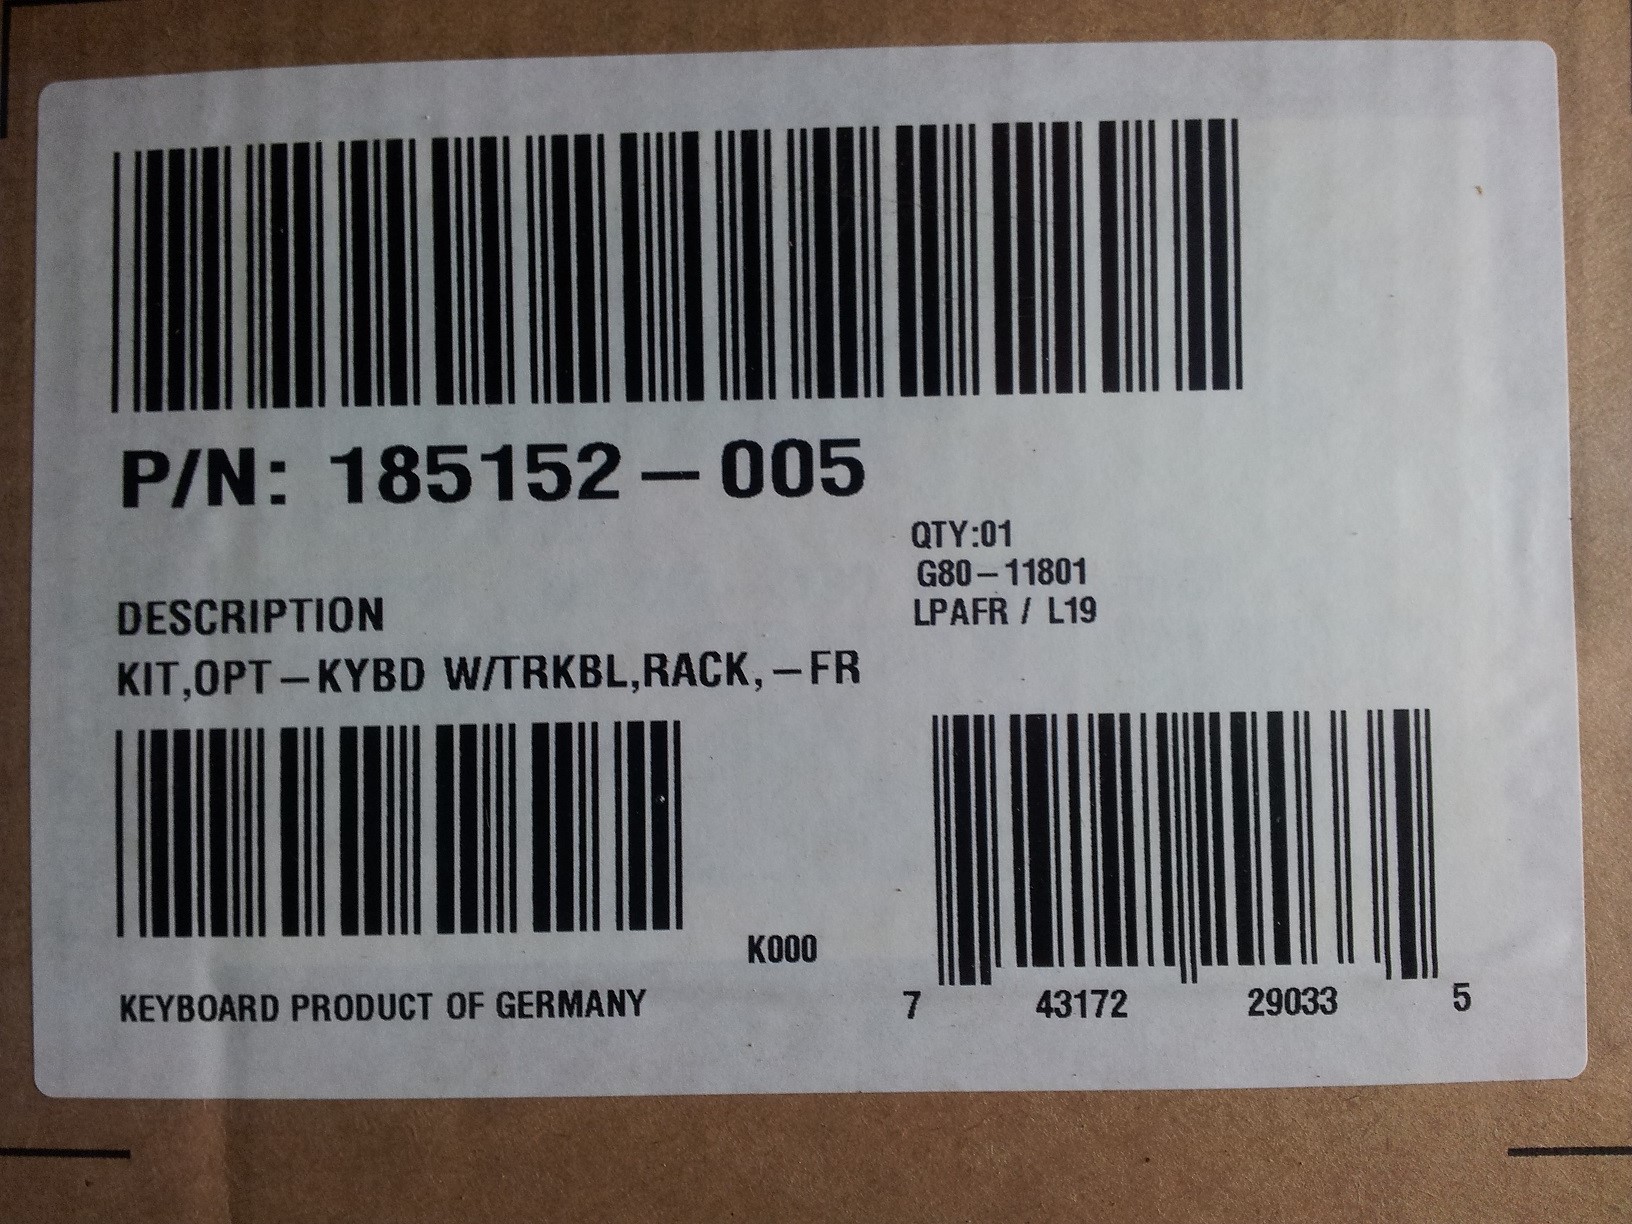 P/N: 185152-005
QTY:01
G80-11801
LPAFR / L19
DESCRIPTION
KIT,OPT-KYBD W/TRKBL,RACK,-FR
K000
KEYBOARD PRODUCT OF GERMANY
7 43172 29033 5